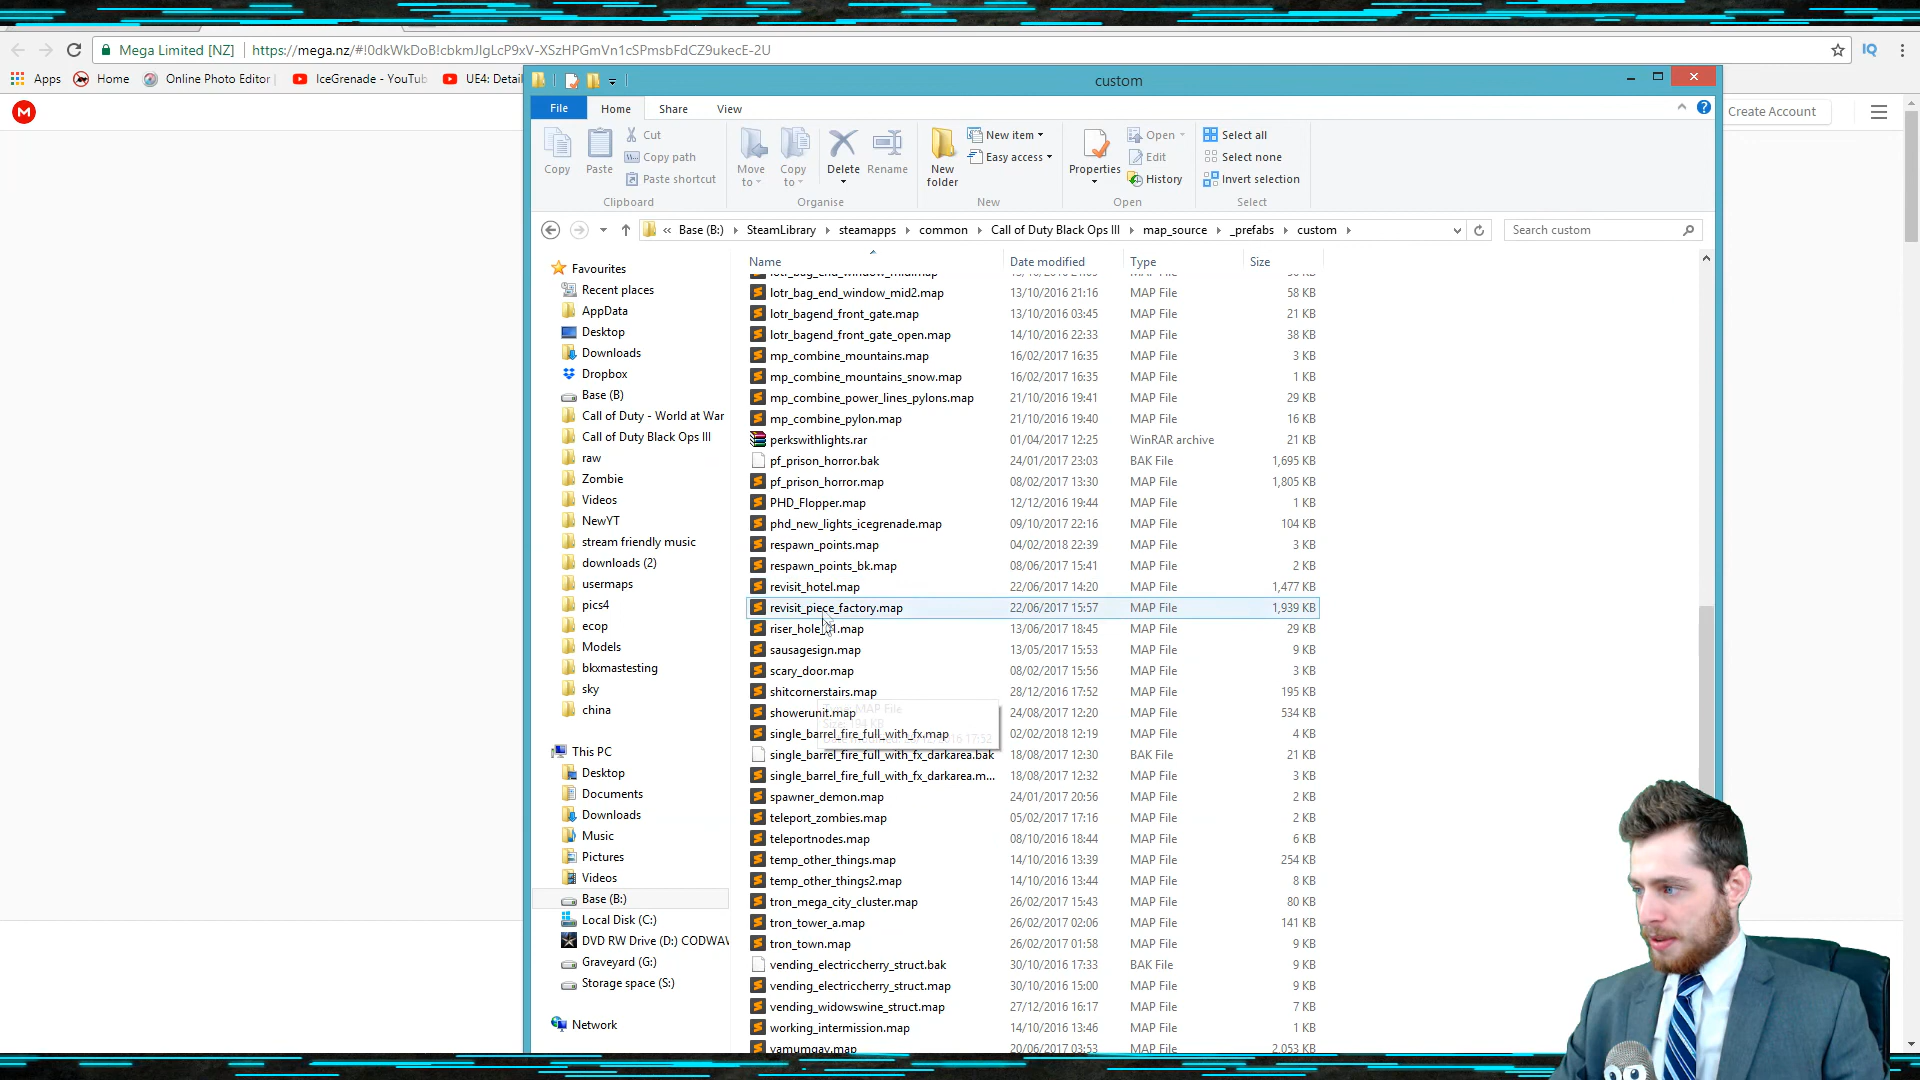 Mega Limited [NZ] https://mega.nz/#!0dkWkDoB!cbkmJIgLcP9xV-XSzHPGmVn1cSPmsbFdCZ9ukecE-2U IQ
Apps Home Online Photo Editor IceGrenade - YouTub UE4: Detail
custom
M Create Account
File Home Share View
Copy Paste Cut Copy path Paste shortcut
Move to Copy to Delete Rename
New folder New item Easy access
Properties Open Edit History
Select all Select none Invert selection
Clipboard Organise New Open Select
« Base (B:) SteamLibrary steamapps common Call of Duty Black Ops III map_source _prefabs custom Search custom
Name Date modified Type Size
Favourites
Recent places
AppData
Desktop
Downloads
Dropbox
Base (B)
Call of Duty - World at War
Call of Duty Black Ops III
raw
Zombie
Videos
NewYT
stream friendly music
downloads (2)
usermaps
pics4
ecop
Models
bkxmastesting
sky
china
This PC
Desktop
Documents
Downloads
Music
Pictures
Videos
Base (B:)
Local Disk (C:)
DVD RW Drive (D:) CODWAW
Graveyard (G:)
Storage space (S:)
Network
lotr_bag_end_window_mid2.map 13/10/2016 21:16 MAP File 58 KB
lotr_bagend_front_gate.map 13/10/2016 03:45 MAP File 21 KB
lotr_bagend_front_gate_open.map 14/10/2016 22:33 MAP File 38 KB
mp_combine_mountains.map 16/02/2017 16:35 MAP File 3 KB
mp_combine_mountains_snow.map 16/02/2017 16:35 MAP File 1 KB
mp_combine_power_lines_pylons.map 21/10/2016 19:41 MAP File 29 KB
mp_combine_pylon.map 21/10/2016 19:40 MAP File 16 KB
perkswithlights.rar 01/04/2017 12:25 WinRAR archive 21 KB
pf_prison_horror.bak 24/01/2017 23:03 BAK File 1,695 KB
pf_prison_horror.map 08/02/2017 13:30 MAP File 1,805 KB
PHD_Flopper.map 12/12/2016 19:44 MAP File 1 KB
phd_new_lights_icegrenade.map 09/10/2017 22:16 MAP File 104 KB
respawn_points.map 04/02/2018 22:39 MAP File 3 KB
respawn_points_bk.map 08/06/2017 15:41 MAP File 2 KB
revisit_hotel.map 22/06/2017 14:20 MAP File 1,477 KB
revisit_piece_factory.map 22/06/2017 15:57 MAP File 1,939 KB
riser_hole_01.map 13/06/2017 18:45 MAP File 29 KB
sausagesign.map 13/05/2017 15:53 MAP File 9 KB
scary_door.map 08/02/2017 15:56 MAP File 3 KB
shitcornerstairs.map 28/12/2016 17:52 MAP File 195 KB
showerunit.map 24/08/2017 12:20 MAP File 534 KB
single_barrel_fire_full_with_fx.map 02/02/2018 12:19 MAP File 4 KB
single_barrel_fire_full_with_fx_darkarea.bak 18/08/2017 12:30 BAK File 21 KB
single_barrel_fire_full_with_fx_darkarea.m... 18/08/2017 12:32 MAP File 3 KB
spawner_demon.map 24/01/2017 20:56 MAP File 2 KB
teleport_zombies.map 05/02/2017 17:16 MAP File 2 KB
teleportnodes.map 08/10/2016 18:44 MAP File 6 KB
temp_other_things.map 14/10/2016 13:39 MAP File 254 KB
temp_other_things2.map 14/10/2016 13:44 MAP File 8 KB
tron_mega_city_cluster.map 26/02/2017 15:43 MAP File 80 KB
tron_tower_a.map 26/02/2017 02:06 MAP File 141 KB
tron_town.map 26/02/2017 01:58 MAP File 9 KB
vending_electriccherry_struct.bak 30/10/2016 17:33 BAK File 9 KB
vending_electriccherry_struct.map 30/10/2016 15:00 MAP File 9 KB
vending_widowswine_struct.map 27/12/2016 16:17 MAP File 7 KB
working_intermission.map 14/10/2016 13:46 MAP File 1 KB
yamumgay.map 20/06/2017 03:53 MAP File 2,053 KB